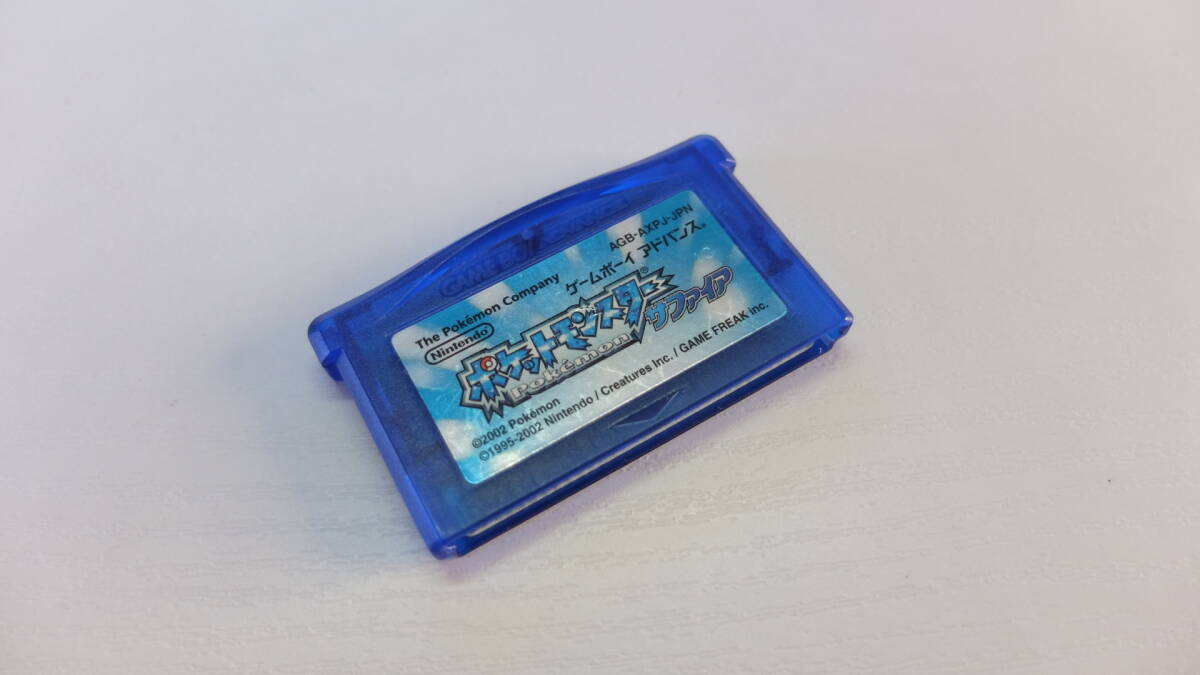 GAME BOY ADVANCE
AGB-AXPJ-JPN
The Pokémon Company ゲームボーイ アドバンス®
Nintendo
ポケットモンスター®
Pokémon サファイア
©2002 Pokémon
©1995-2002 Nintendo / Creatures inc. / GAME FREAK inc.